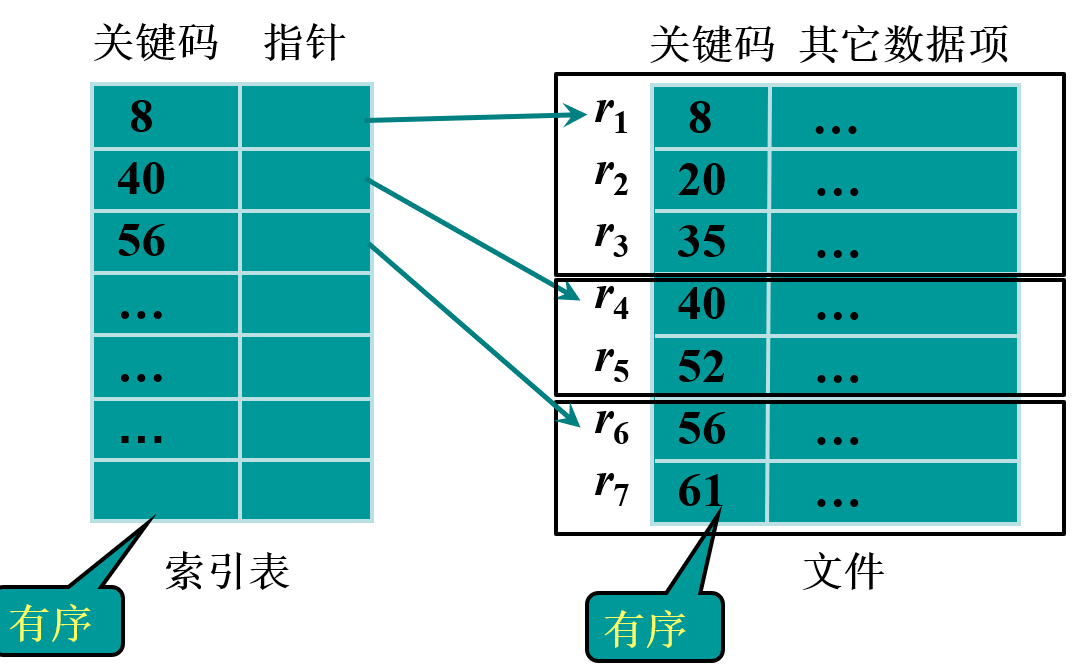 关键码 指针
关键码 其它数据项
8
40
56
…
…
…
r1 8 …
r2 20 …
r3 35 …
r4 40 …
r5 52 …
r6 56 …
r7 61 …
索引表
文件
有序
有序